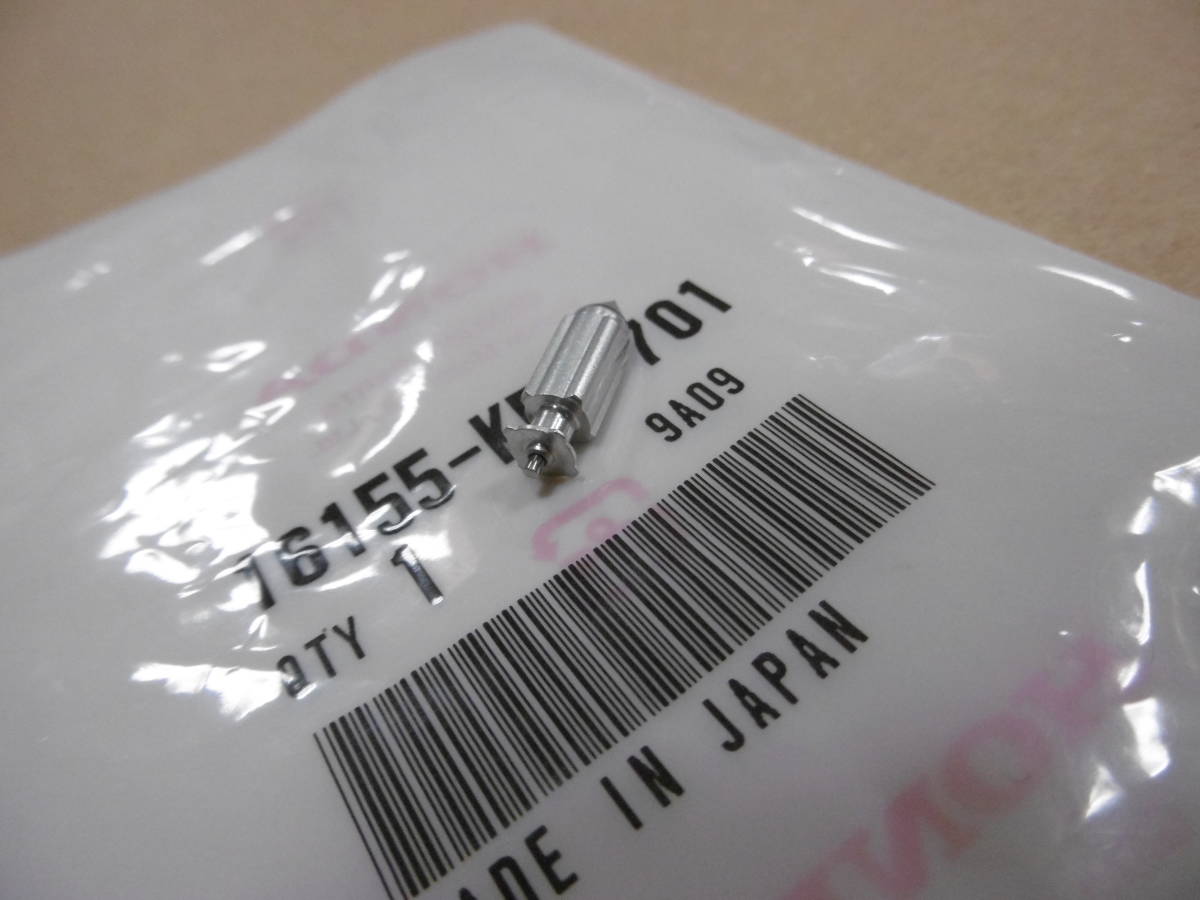 16155-K 701
9A09
QTY 1
ADE IN JAPAN